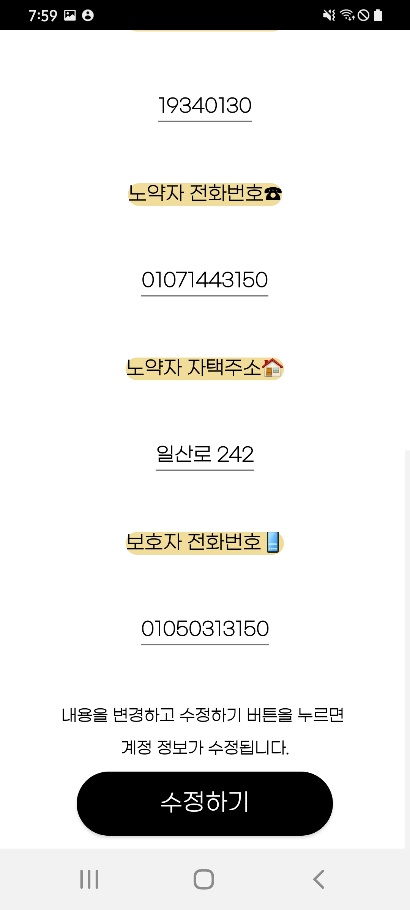 7:59
19340130
노약자 전화번호☎
01071443150
노약자 자택주소🏠
일산로 242
보호자 전화번호📱
01050313150
내용을 변경하고 수정하기 버튼을 누르면
계정 정보가 수정됩니다.
수정하기